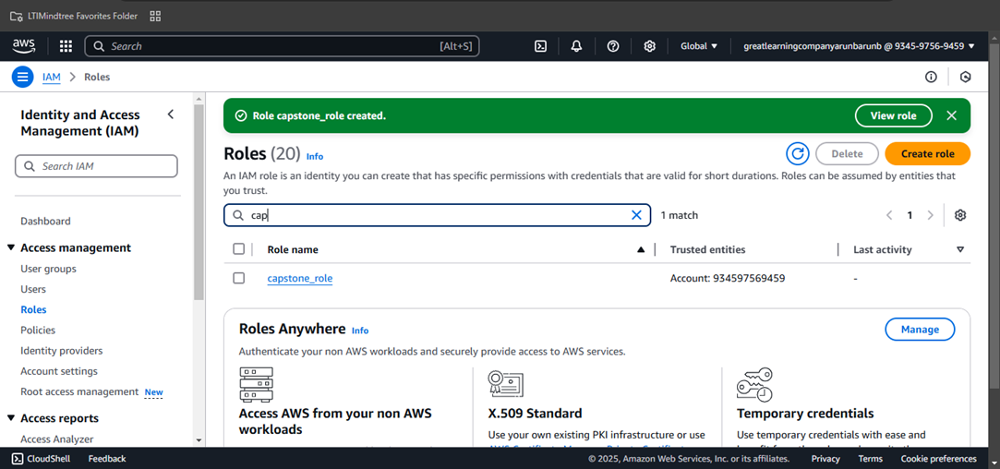 LTIMindtree Favorites Folder
aws
Search [Alt+S] Global greatlearningcompanyarunbarunb @ 9345-9756-9459
IAM > Roles
Identity and Access
Management (IAM)
Search IAM
Dashboard
Access management
User groups
Users
Roles
Policies
Identity providers
Account settings
Root access management New
Access reports
Access Analyzer
Role capstone_role created. View role
Roles (20) Info Delete Create role
An IAM role is an identity you can create that has specific permissions with credentials that are valid for short durations. Roles can be assumed by entities that
you trust.
cap 1 match 1
Role name Trusted entities Last activity
capstone_role Account: 934597569459 -
Roles Anywhere Info Manage
Authenticate your non AWS workloads and securely provide access to AWS services.
Access AWS from your non AWS
workloads
X.509 Standard
Use your own existing PKI infrastructure or use
Temporary credentials
Use temporary credentials with ease and
CloudShell Feedback © 2025, Amazon Web Services, Inc. or its affiliates. Privacy Terms Cookie preferences